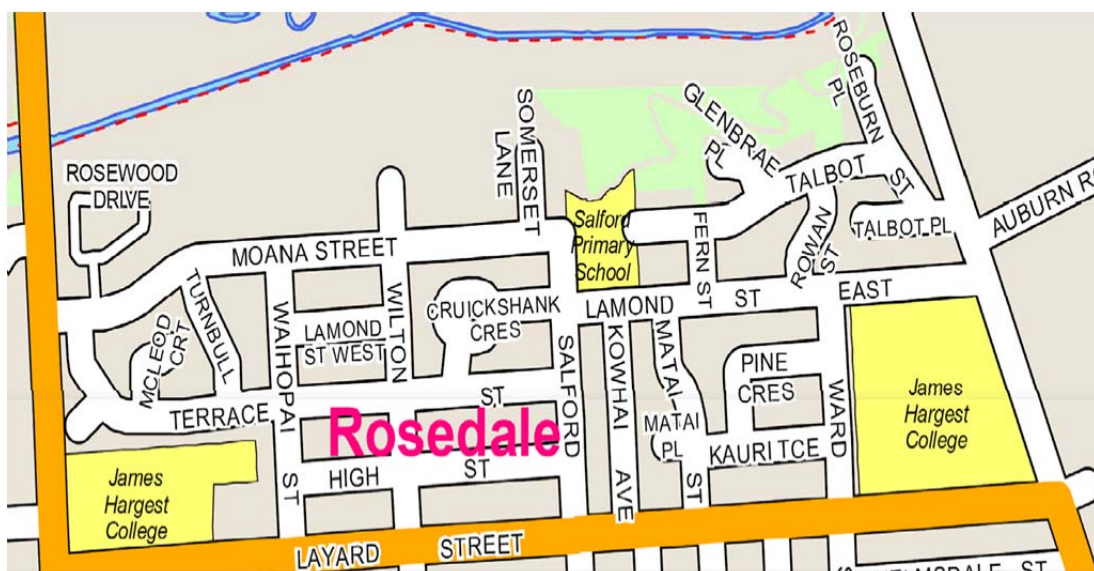 ROSEBURN
PL
SOMERSET
LANE
GLENBRAE
PL
ROSEWOOD
DRIVE
TALBOT
ST
Salford
Primary
School
FERN ST
ROWAN
ST
TALBOT PL
AUBURN
MOANA STREET
TURNBULL
MCLEOD
CRT
WAIHOPAI
ST
WILTON
LAMOND
ST WEST
CRUICKSHANK
CRES
SALFORD
LAMOND
ST
EAST
KOWHAI
AVE
MATAI
ST
PINE
CRES
WARD
James
Hargest
College
TERRACE
ST
Rosedale
MATAI
PL
KAURI TCE
HIGH
ST
James
Hargest
College
LAYARD
STREET
ST